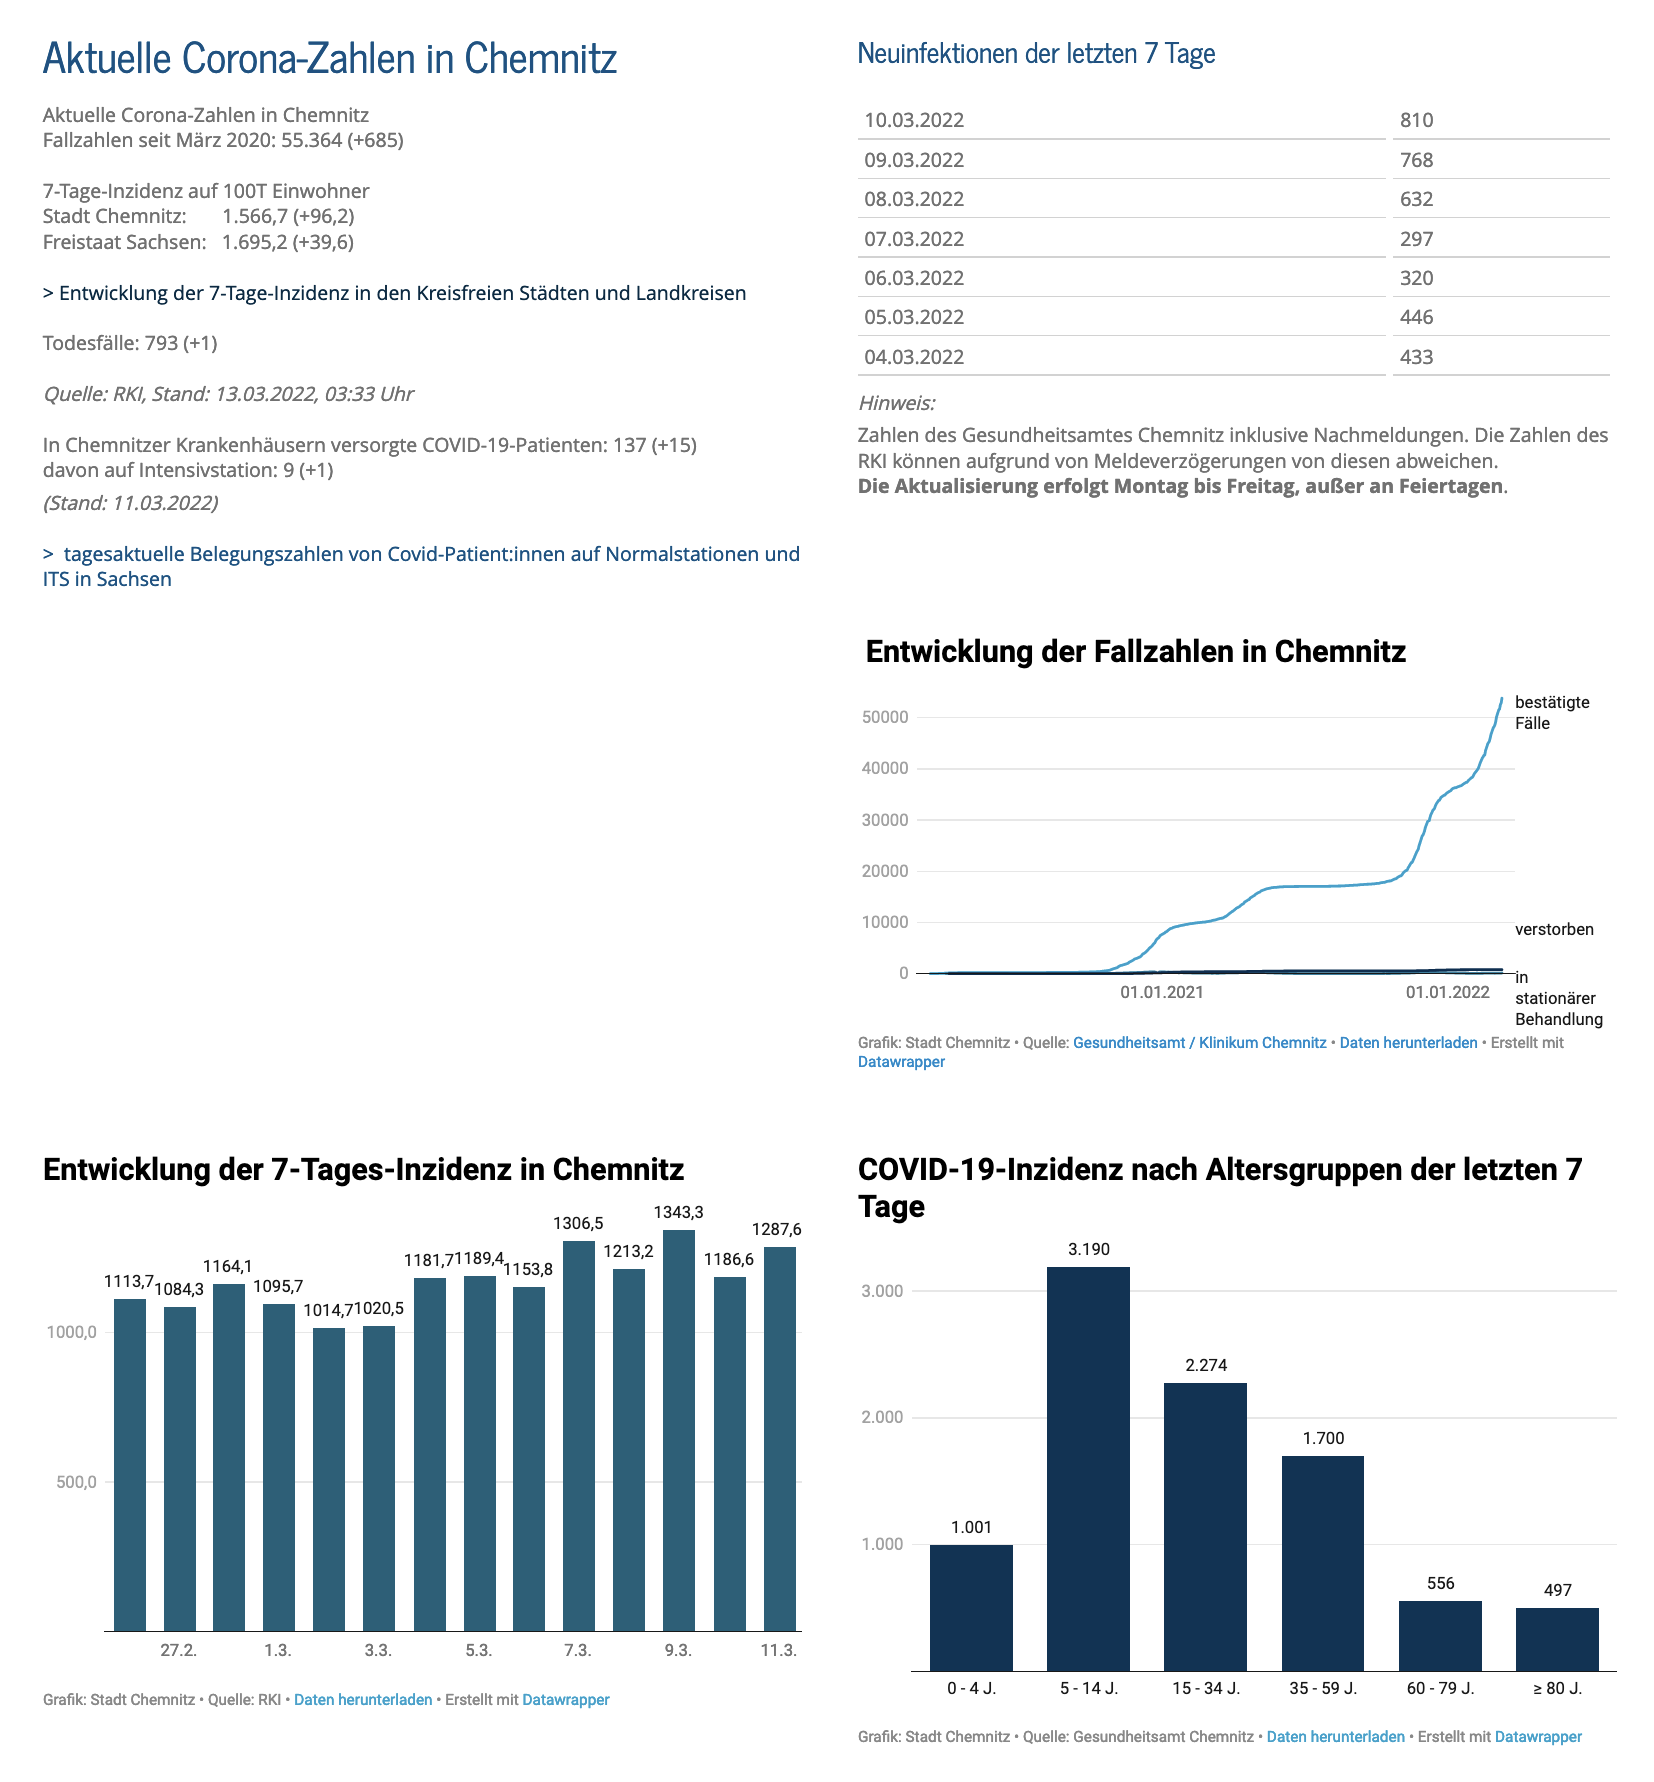 Aktuelle Corona-Zahlen in Chemnitz
Aktuelle Corona-Zahlen in Chemnitz
Fallzahlen seit März 2020: 55.364 (+685)
7-Tage-Inzidenz auf 100T Einwohner
Stadt Chemnitz: 1.566,7 (+96,2)
Freistaat Sachsen: 1.695,2 (+39,6)
> Entwicklung der 7-Tage-Inzidenz in den Kreisfreien Städten und Landkreisen
Todesfälle: 793 (+1)
Quelle: RKI, Stand: 13.03.2022, 03:33 Uhr
In Chemnitzer Krankenhäusern versorgte COVID-19-Patienten: 137 (+15)
davon auf Intensivstation: 9 (+1)
(Stand: 11.03.2022)
> tagesaktuelle Belegungszahlen von Covid-Patient:innen auf Normalstationen und
ITS in Sachsen
Neuinfektionen der letzten 7 Tage
10.03.2022 810
09.03.2022 768
08.03.2022 632
07.03.2022 297
06.03.2022 320
05.03.2022 446
04.03.2022 433
Hinweis:
Zahlen des Gesundheitsamtes Chemnitz inklusive Nachmeldungen. Die Zahlen des
RKI können aufgrund von Meldeverzögerungen von diesen abweichen.
Die Aktualisierung erfolgt Montag bis Freitag, außer an Feiertagen.
Entwicklung der Fallzahlen in Chemnitz
bestätigte
Fälle
50000
40000
30000
20000
10000
verstorben
0
in
stationärer
Behandlung
01.01.2021 01.01.2022
Grafik: Stadt Chemnitz • Quelle: Gesundheitsamt / Klinikum Chemnitz • Daten herunterladen • Erstellt mit
Datawrapper
Entwicklung der 7-Tages-Inzidenz in Chemnitz
1113,7 1084,3 1164,1 1095,7 1014,7 1020,5 1181,7 1189,4 1153,8 1306,5 1213,2 1343,3 1186,6 1287,6
1000,0
500,0
27.2. 1.3. 3.3. 5.3. 7.3. 9.3. 11.3.
Grafik: Stadt Chemnitz • Quelle: RKI • Daten herunterladen • Erstellt mit Datawrapper
COVID-19-Inzidenz nach Altersgruppen der letzten 7
Tage
3.000
2.000
1.000
1.001 3.190 2.274 1.700 556 497
0 - 4 J. 5 - 14 J. 15 - 34 J. 35 - 59 J. 60 - 79 J. ≥ 80 J.
Grafik: Stadt Chemnitz • Quelle: Gesundheitsamt Chemnitz • Daten herunterladen • Erstellt mit Datawrapper